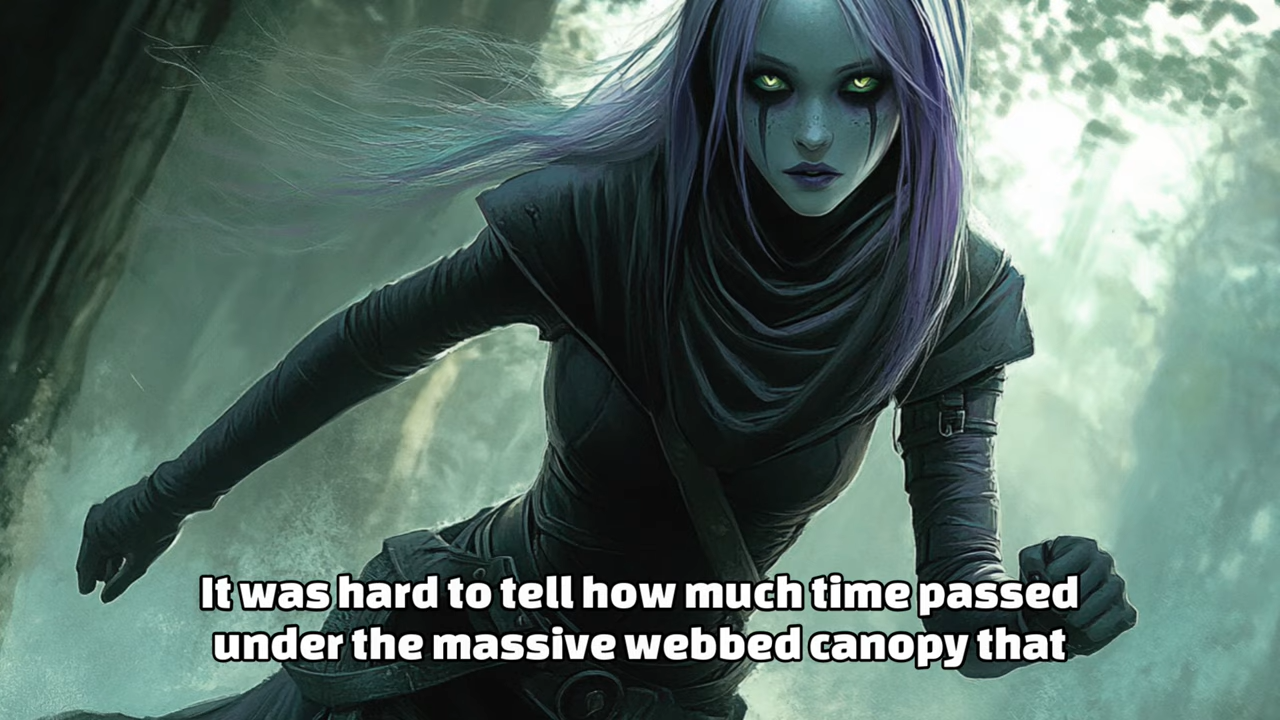 It was hard to tell how much time passed
under the massive webbed canopy that